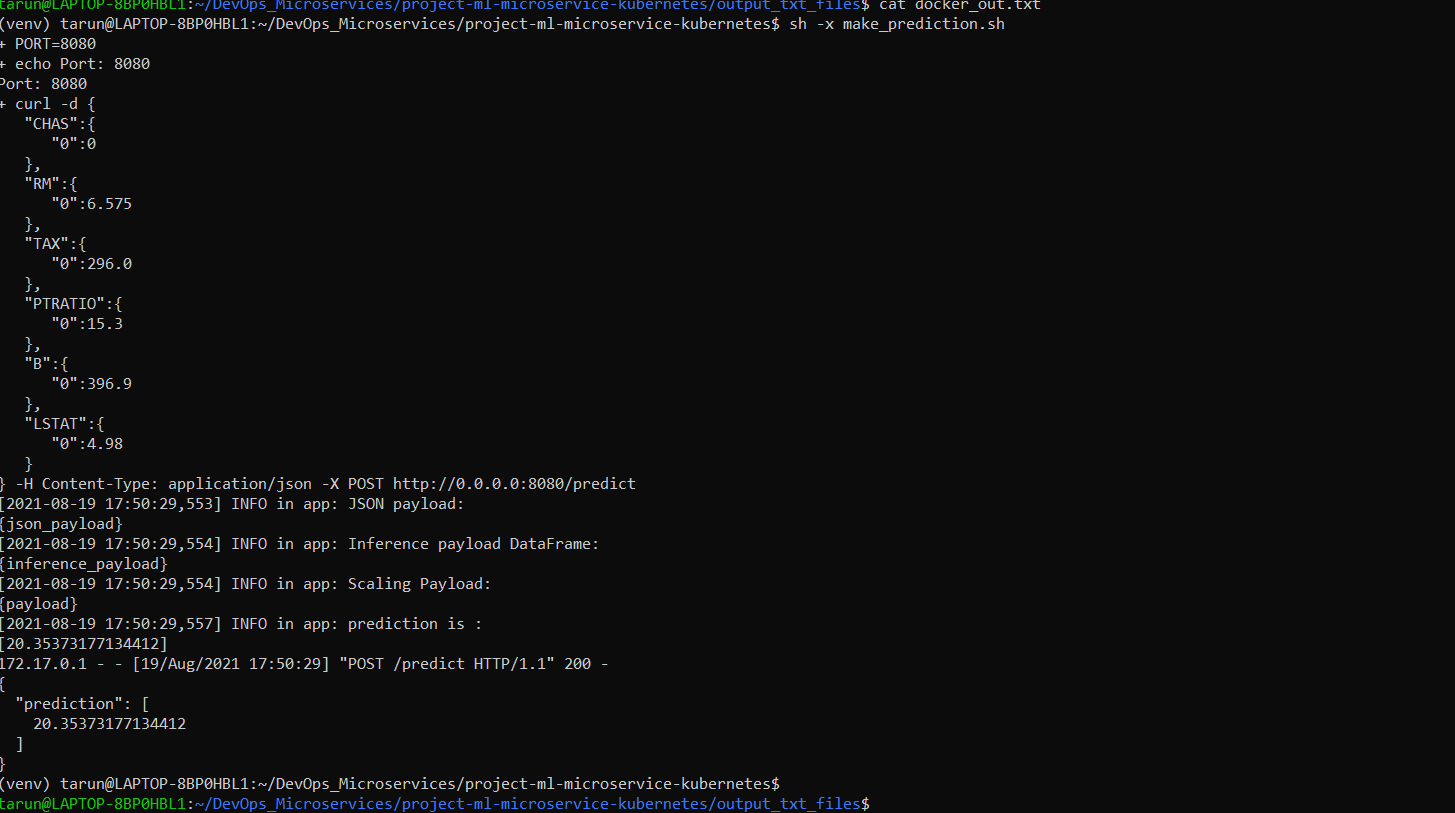 tarun@LAPTOP-8BP0HBL1:~/DevOps_Microservices/project-ml-microservice-kubernetes/output_txt_files$ cat docker_out.txt
(venv) tarun@LAPTOP-8BP0HBL1:~/DevOps_Microservices/project-ml-microservice-kubernetes$ sh -x make_prediction.sh
+ PORT=8080
+ echo Port: 8080
Port: 8080
+ curl -d {
   "CHAS":{
      "0":0
   },
   "RM":{
      "0":6.575
   },
   "TAX":{
      "0":296.0
   },
   "PTRATIO":{
      "0":15.3
   },
   "B":{
      "0":396.9
   },
   "LSTAT":{
      "0":4.98
   }
} -H Content-Type: application/json -X POST http://0.0.0.0:8080/predict
[2021-08-19 17:50:29,553] INFO in app: JSON payload:
{json_payload}
[2021-08-19 17:50:29,554] INFO in app: Inference payload DataFrame:
{inference_payload}
[2021-08-19 17:50:29,554] INFO in app: Scaling Payload:
{payload}
[2021-08-19 17:50:29,557] INFO in app: prediction is :
[20.35373177134412]
172.17.0.1 - - [19/Aug/2021 17:50:29] "POST /predict HTTP/1.1" 200 -
{
  "prediction": [
    20.35373177134412
  ]
}
(venv) tarun@LAPTOP-8BP0HBL1:~/DevOps_Microservices/project-ml-microservice-kubernetes$
tarun@LAPTOP-8BP0HBL1:~/DevOps_Microservices/project-ml-microservice-kubernetes/output_txt_files$